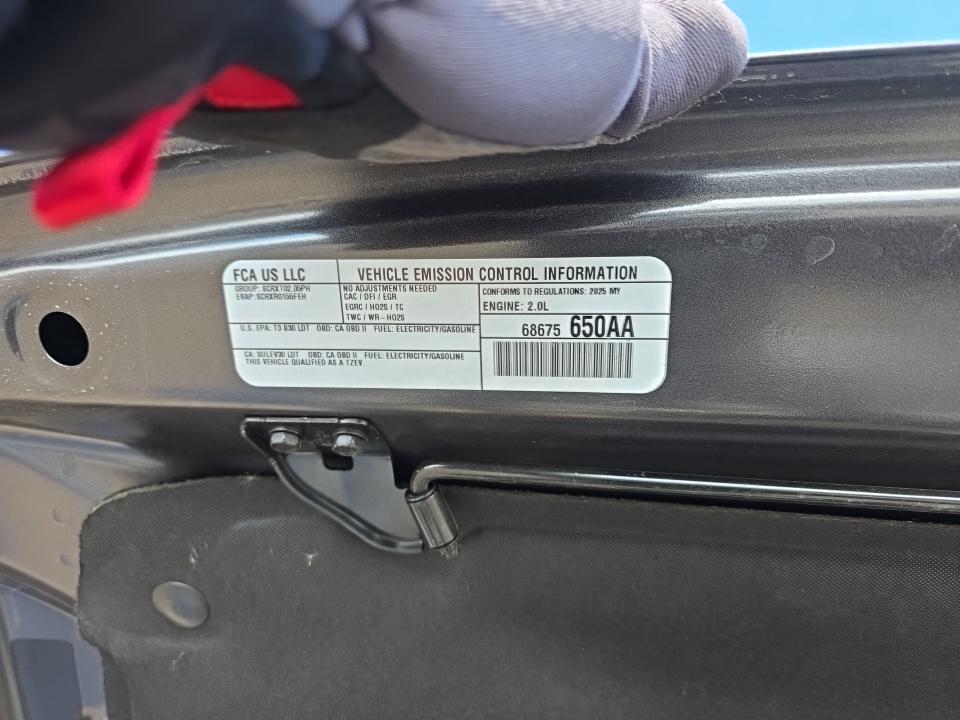 FCA US LLC
VEHICLE EMISSION CONTROL INFORMATION
GROUP: SCRXT02.05PH
EVAP: SCRXR0155FEH
NO ADJUSTMENTS NEEDED
CAC / DFI / EGR
EGRC / HO2S / TC
TWC / WR-HO2S
CONFORMS TO REGULATIONS: 2025 MY
ENGINE: 2.0L
U.S. EPA: T3 B30 LDT OBD: CA OBD II FUEL: ELECTRICITY/GASOLINE
68675 650AA
CA: SULEV30 LDT OBD: CA OBD II FUEL: ELECTRICITY/GASOLINE
THIS VEHICLE QUALIFIED AS A TZEV.